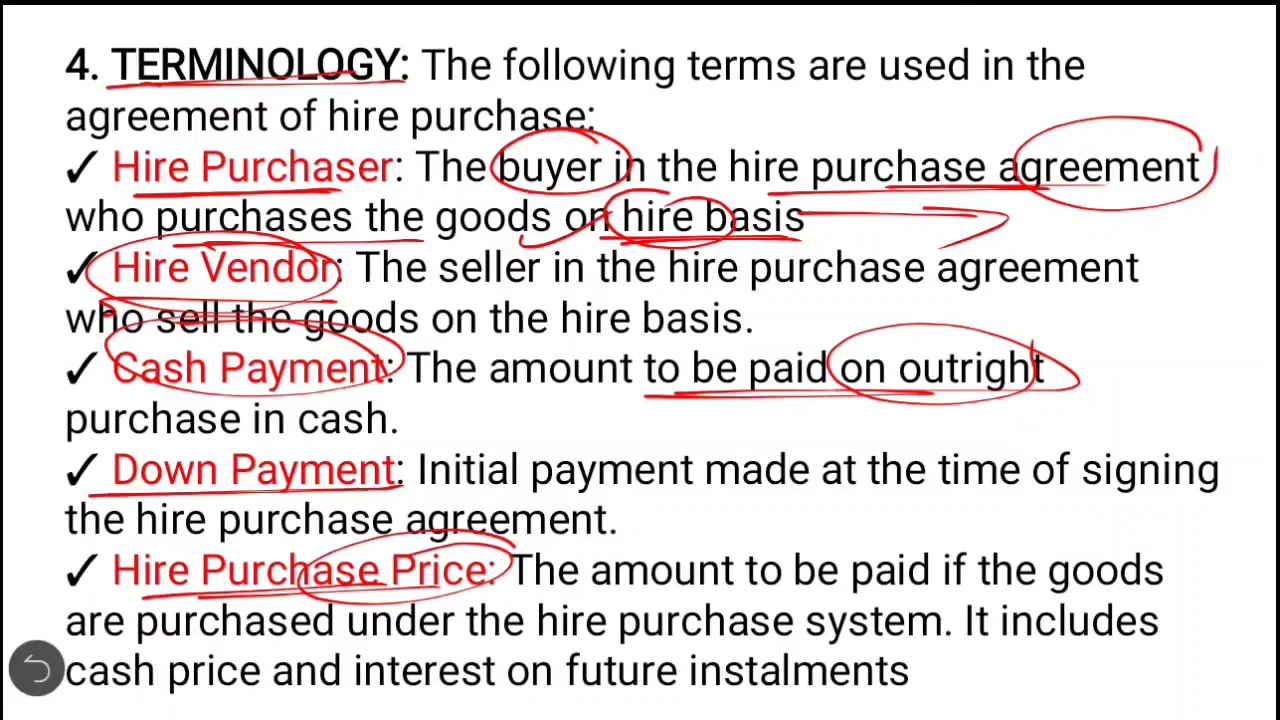 4. TERMINOLOGY: The following terms are used in the
agreement of hire purchase:
✓ Hire Purchaser: The buyer in the hire purchase agreement
who purchases the goods on hire basis
✓ Hire Vendor: The seller in the hire purchase agreement
who sell the goods on the hire basis.
✓ Cash Payment: The amount to be paid on outright
purchase in cash.
✓ Down Payment: Initial payment made at the time of signing
the hire purchase agreement.
✓ Hire Purchase Price: The amount to be paid if the goods
are purchased under the hire purchase system. It includes
cash price and interest on future instalments